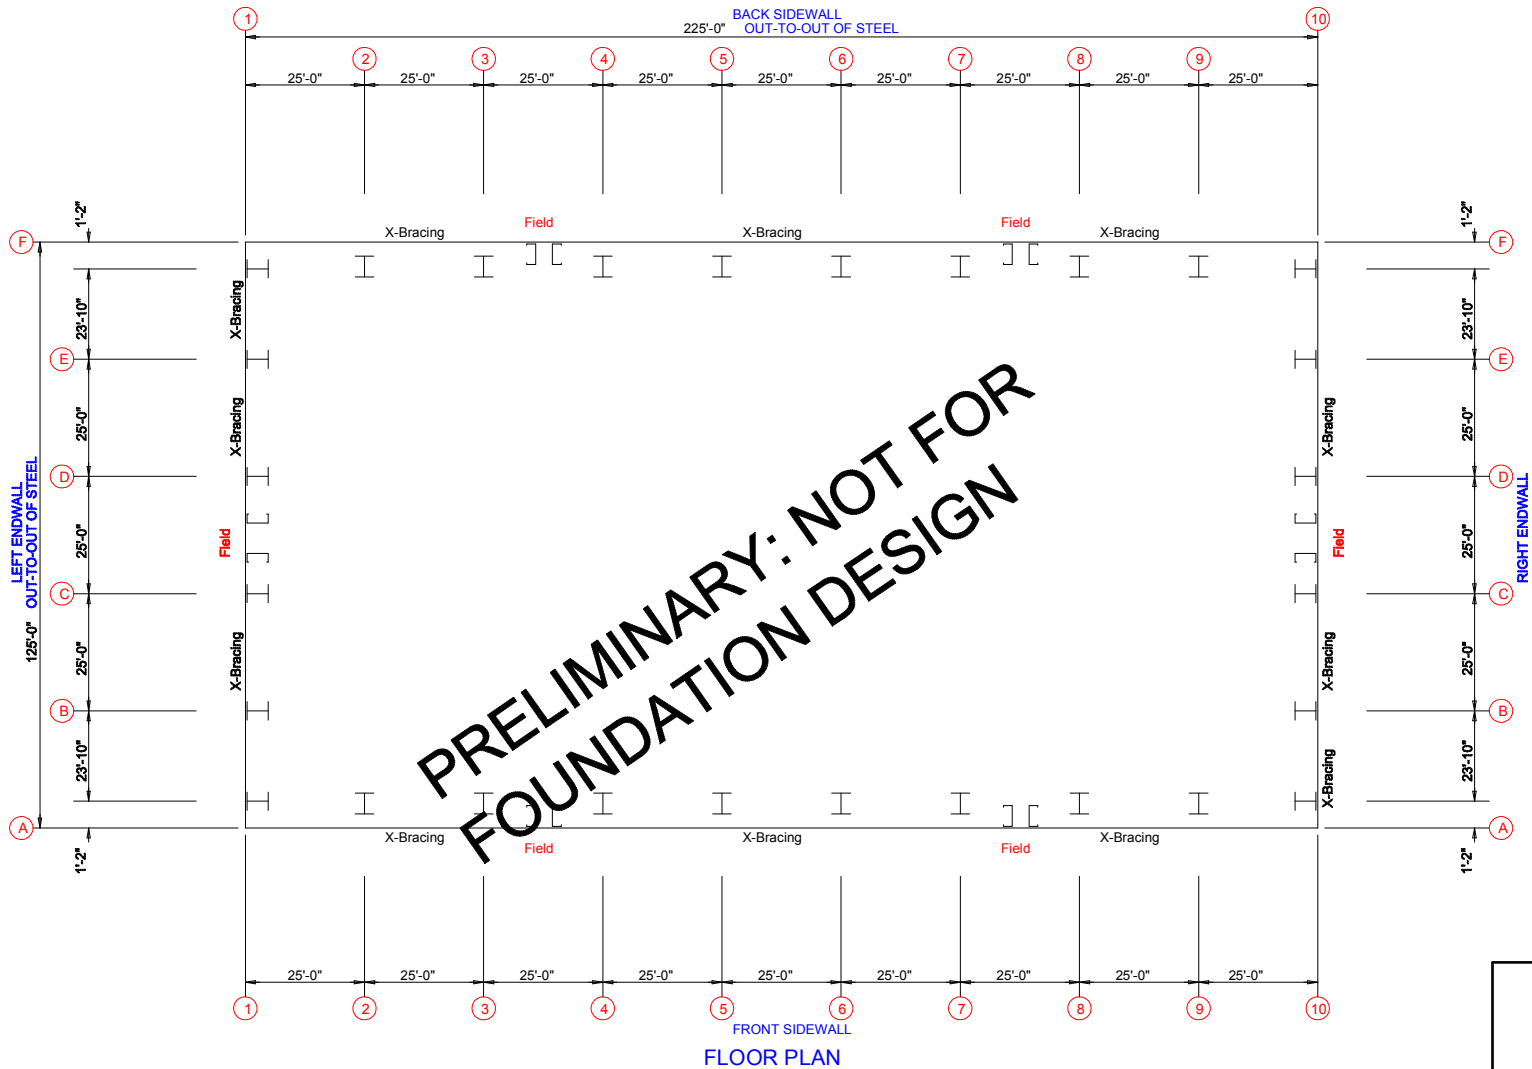 1
BACK SIDEWALL
10
225'-0" OUT-TO-OUT OF STEEL
2
3
4
5
6
7
8
9
25'-0"
25'-0"
25'-0"
25'-0"
25'-0"
25'-0"
25'-0"
25'-0"
25'-0"
1'-2"
1'-2"
Field
Field
X-Bracing
X-Bracing
X-Bracing
F
F
X-Bracing
23'-10"
23'-10"
E
E
X-Bracing
25'-0"
X-Bracing
25'-0"
D
D
LEFT ENDWALL
125'-0" OUT-TO-OUT OF STEEL
25'-0"
Field
Field
25'-0"
RIGHT ENDWALL
C
C
25'-0"
X-Bracing
X-Bracing
25'-0"
B
B
23'-10"
X-Bracing
23'-10"
PRELIMINARY: NOT FOR
FOUNDATION DESIGN
A
A
X-Bracing
X-Bracing
X-Bracing
Field
Field
1'-2"
1'-2"
25'-0"
25'-0"
25'-0"
25'-0"
25'-0"
25'-0"
25'-0"
25'-0"
25'-0"
1
2
3
4
5
6
7
8
9
10
FRONT SIDEWALL
FLOOR PLAN